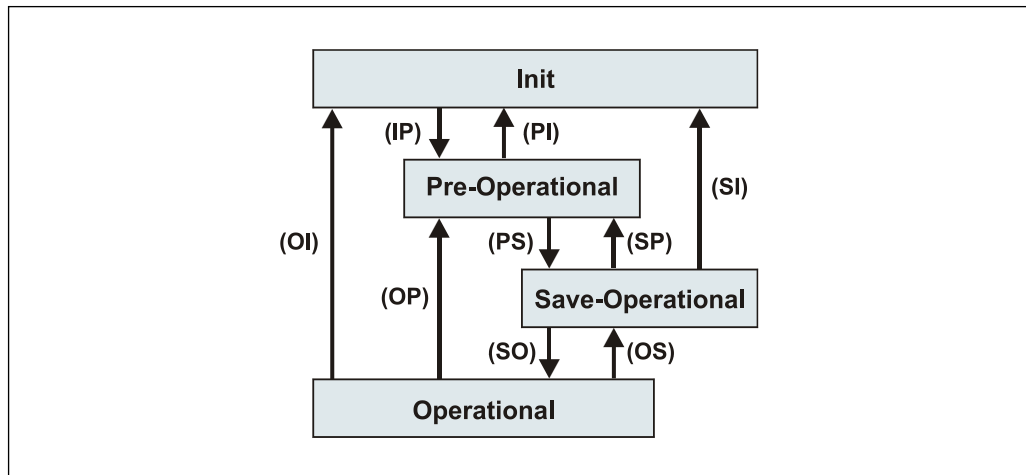 Init
(IP)
(PI)
Pre-Operational
(SI)
(OI)
(PS)
(SP)
(OP)
Save-Operational
(SO)
(OS)
Operational